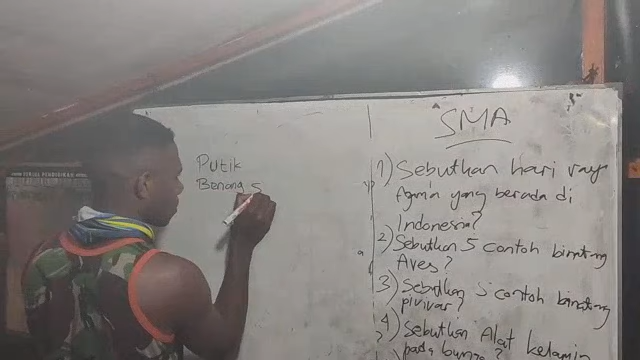 SMA
Putik
Benang S
1) Sebutkan hari raya
Agama yang berada di
Indonesia?
2) Sebutkan 5 contoh binatang
Aves?
3) Sebutkan 5 contoh binatang
4) Sebutkan Alat kelamin
pada bunga?